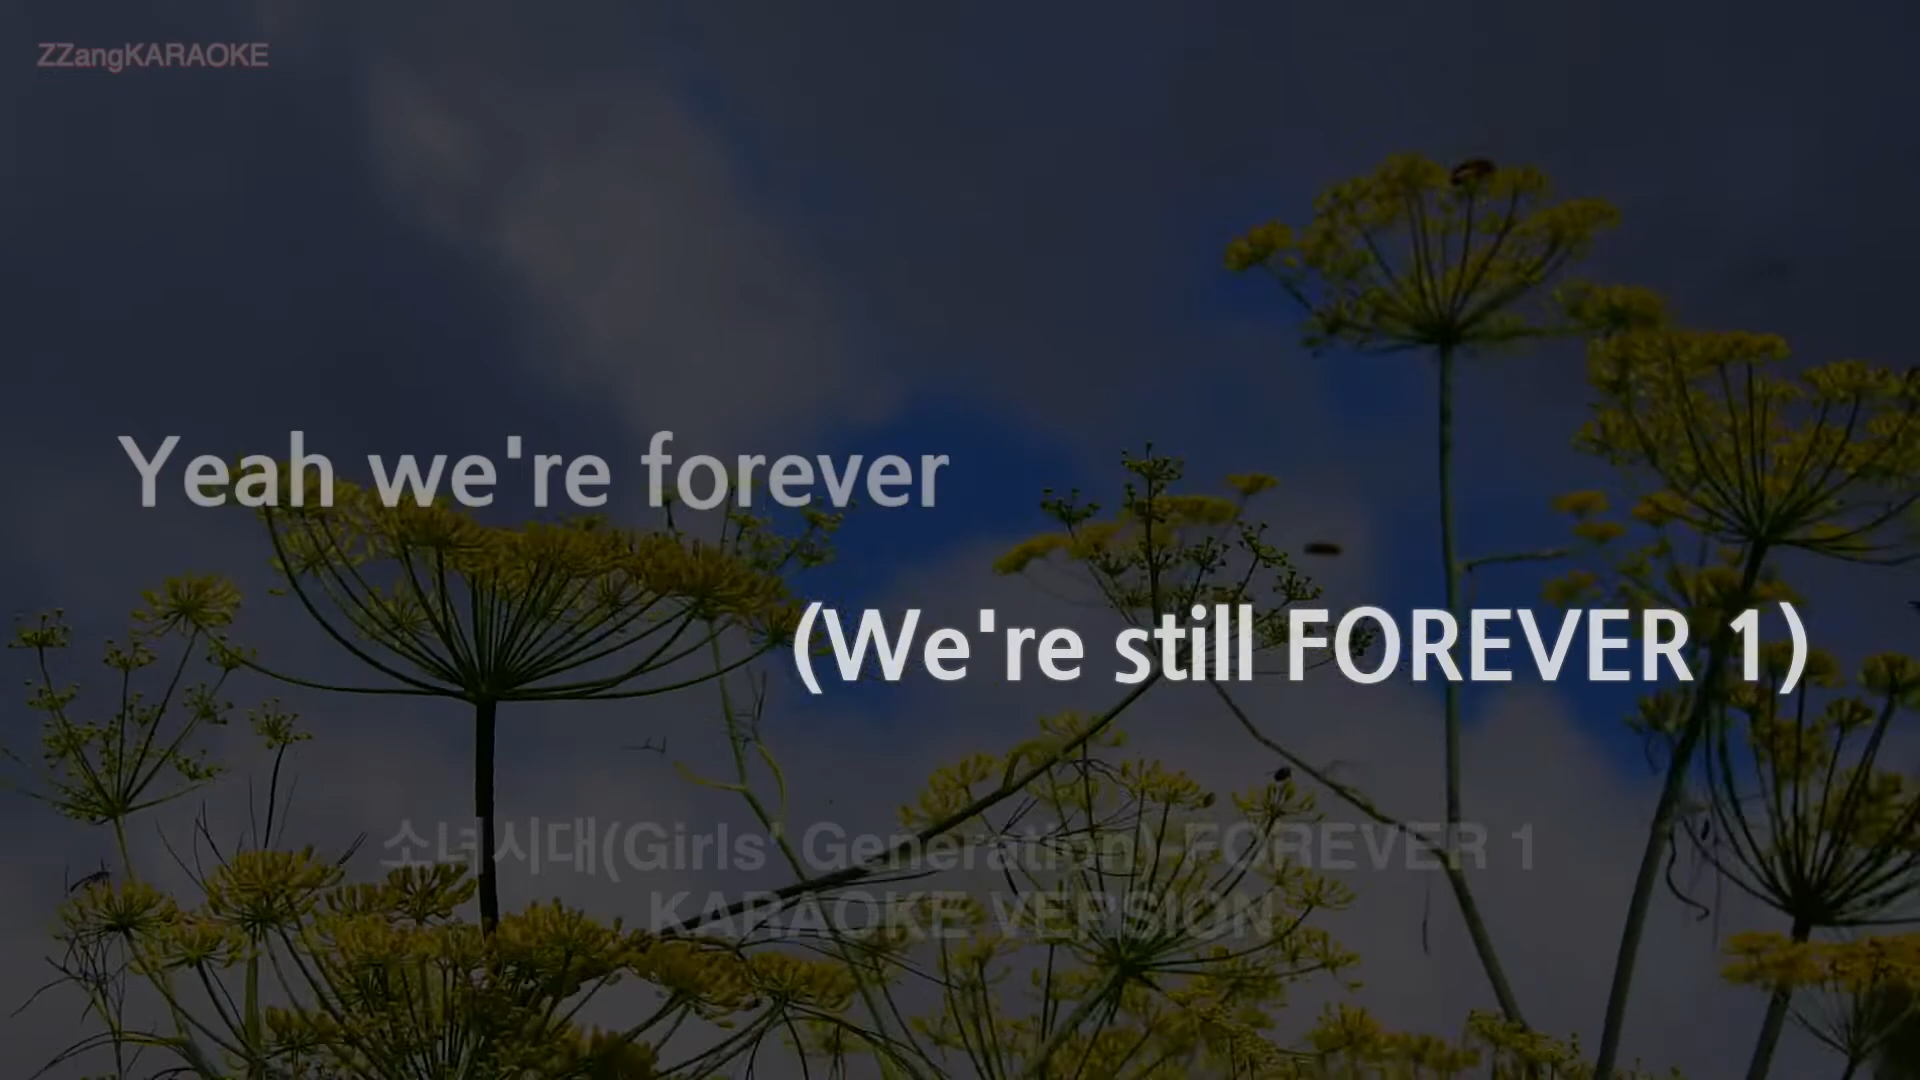 ZZangKARAOKE
Yeah we're forever
(We're still FOREVER 1)
소녀시대(Girls' Generation)-FOREVER 1
KARAOKE VERSION